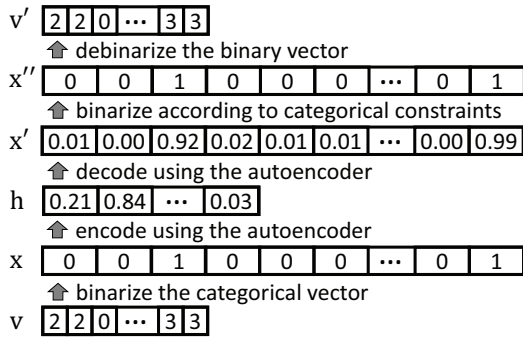 v′ 2 2 0 ··· 3 3
debinarize the binary vector
x′′ 0 0 1 0 0 0 ··· 0 1
binarize according to categorical constraints
x′ 0.01 0.00 0.92 0.02 0.01 0.01 ··· 0.00 0.99
decode using the autoencoder
h 0.21 0.84 ··· 0.03
encode using the autoencoder
x 0 0 1 0 0 0 ··· 0 1
binarize the categorical vector
v 2 2 0 ··· 3 3